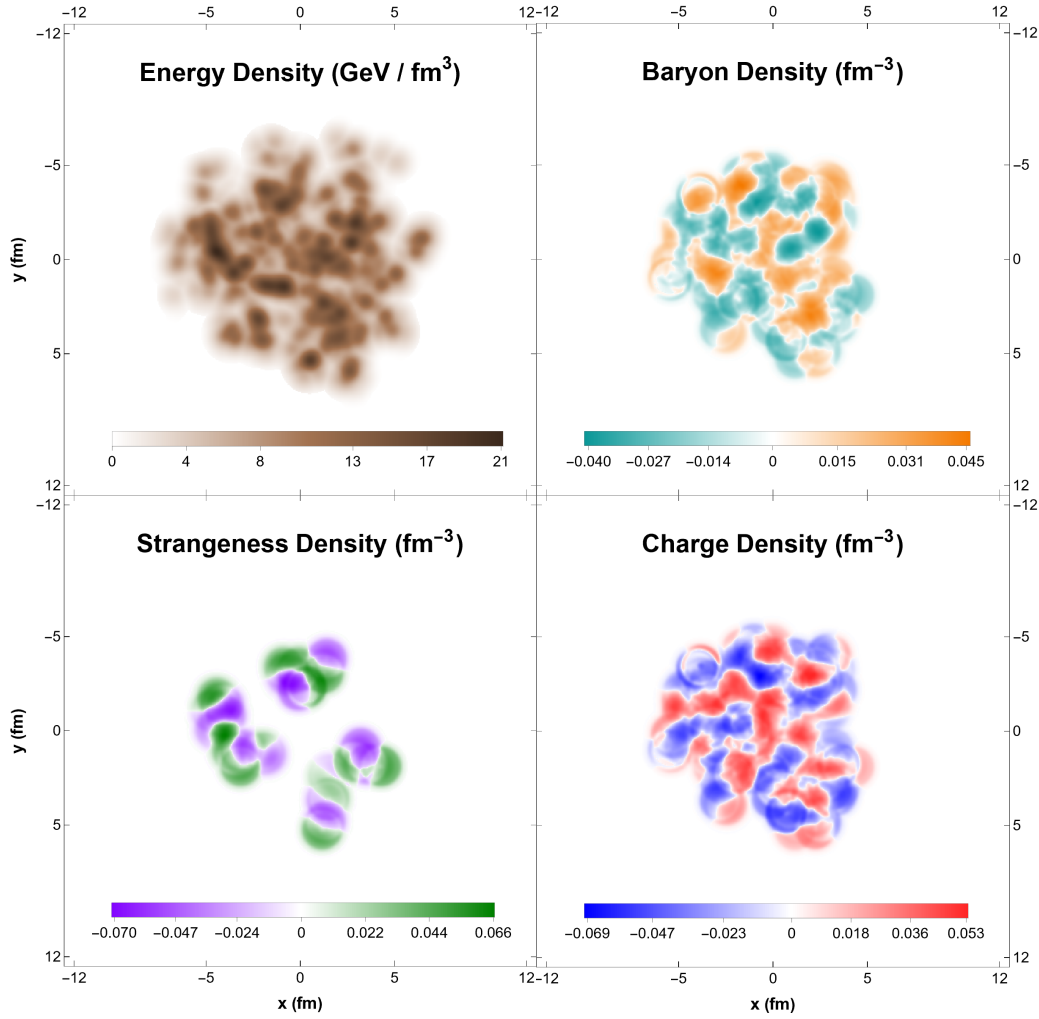 −12 −5 0 5 12 −12 −5 0 5 12
−12 −12
Energy Density (GeV / fm³) Baryon Density (fm⁻³)
−5 −5
y (fm) 0 0
5 5
0 4 8 13 17 21 −0.040 −0.027 −0.014 0 0.015 0.031 0.045
12 12
−12 −12
Strangeness Density (fm⁻³) Charge Density (fm⁻³)
−5 −5
y (fm) 0 0
5 5
−0.070 −0.047 −0.024 0 0.022 0.044 0.066 −0.069 −0.047 −0.023 0 0.018 0.036 0.053
12 12
−12 −5 0 5 12 −12 −5 0 5 12
x (fm) x (fm)